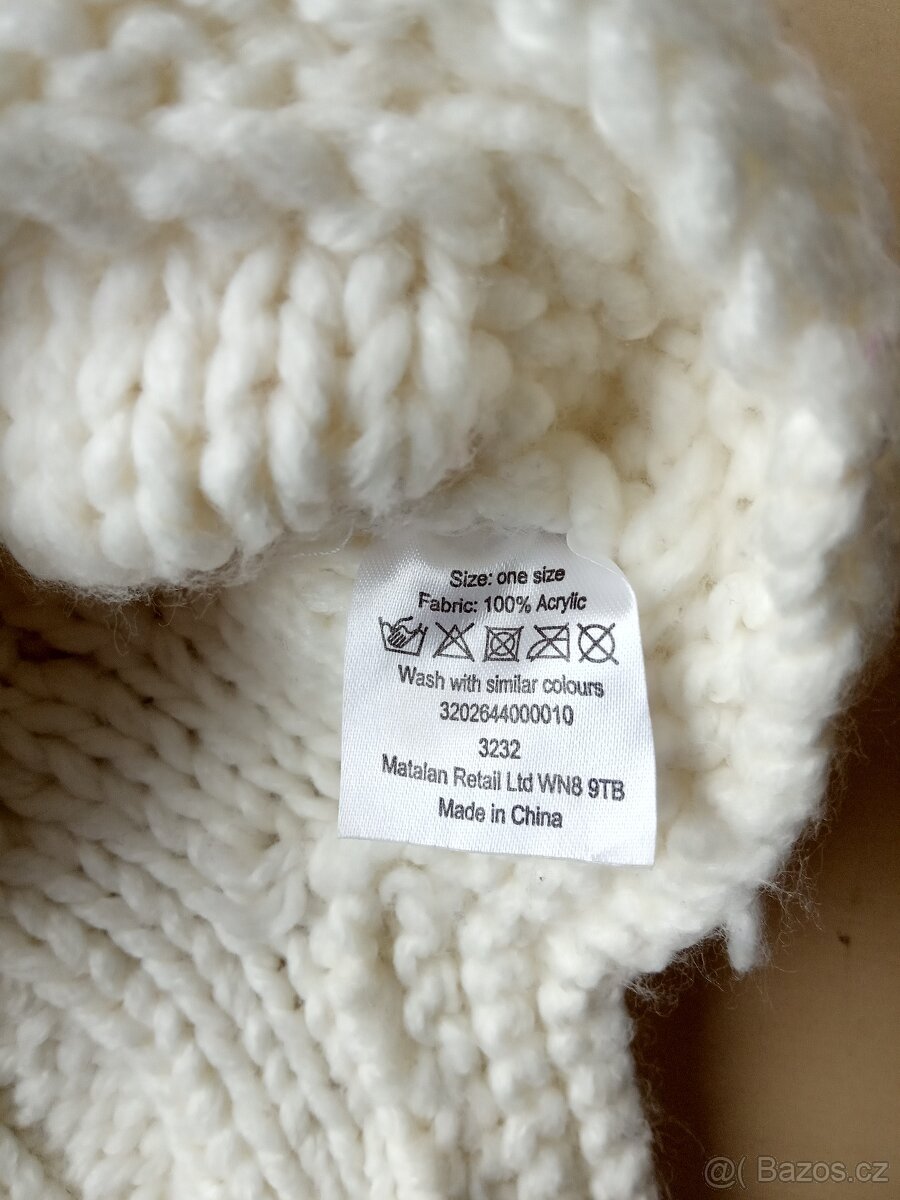 Size: one size
Fabric: 100% Acrylic
Wash with similar colours
3202644000010
3232
Matalan Retail Ltd WN8 9TB
Made in China
@( Bazos.cz